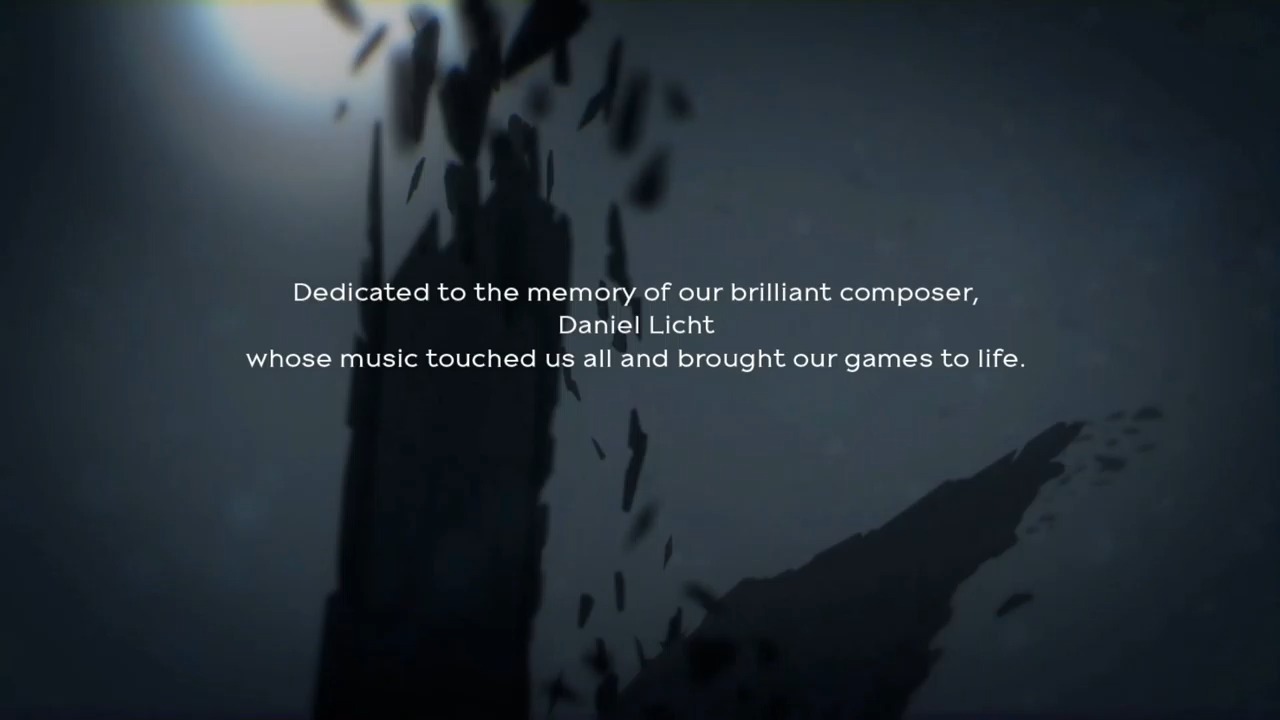 Dedicated to the memory of our brilliant composer,
Daniel Licht
whose music touched us all and brought our games to life.